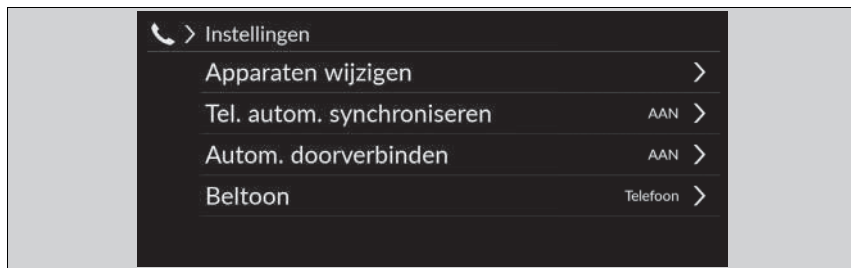 Instellingen
Apparaten wijzigen
Tel. autom. synchroniseren AAN
Autom. doorverbinden AAN
Beltoon Telefoon